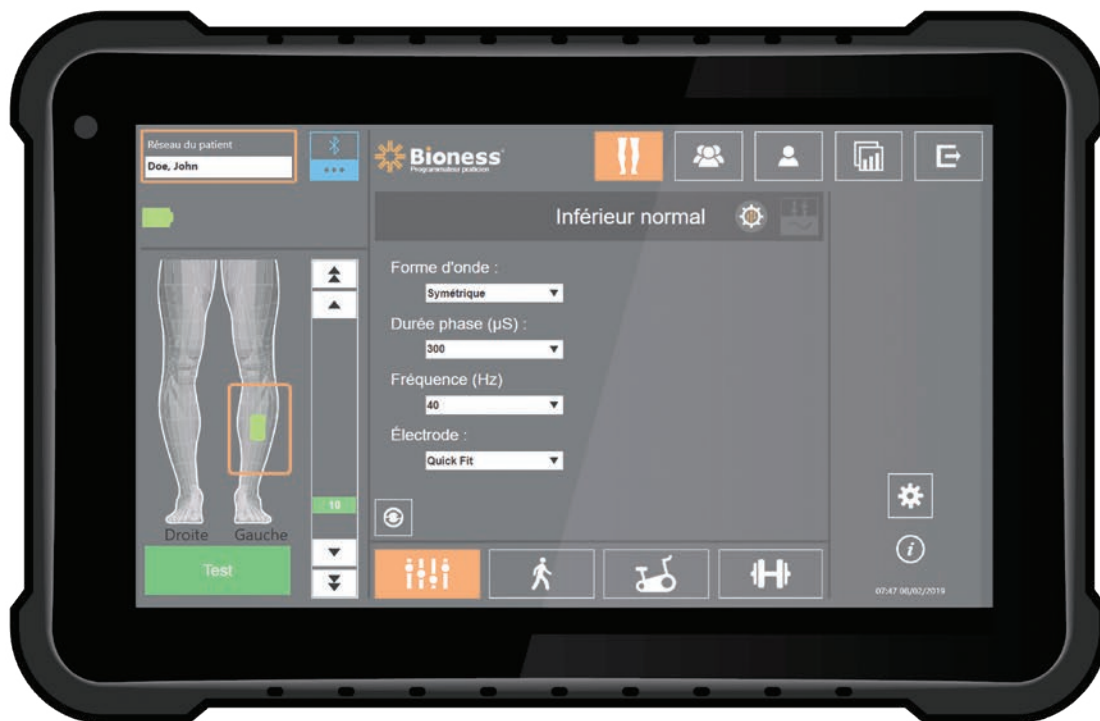 Réseau du patient
Doe, John
Bioness
Programmateur praticien
Inférieur normal
Forme d'onde :
Symétrique
Durée phase (µS) :
300
Fréquence (Hz)
40
Électrode :
Quick Fit
10
Droite Gauche
Test
07:47 08/02/2019